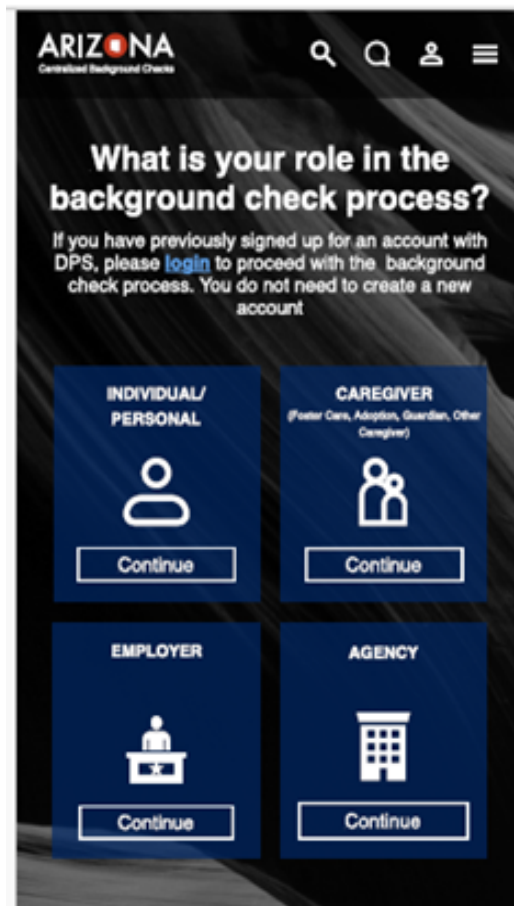 ARIZONA
Centralized Background Checks
What is your role in the
background check process?
If you have previously signed up for an account with
DPS, please login to proceed with the background
check process. You do not need to create a new
account
INDIVIDUAL/
PERSONAL
Continue
CAREGIVER
(Foster Care, Adoption, Guardian, Other
Caregiver)
Continue
EMPLOYER
Continue
AGENCY
Continue